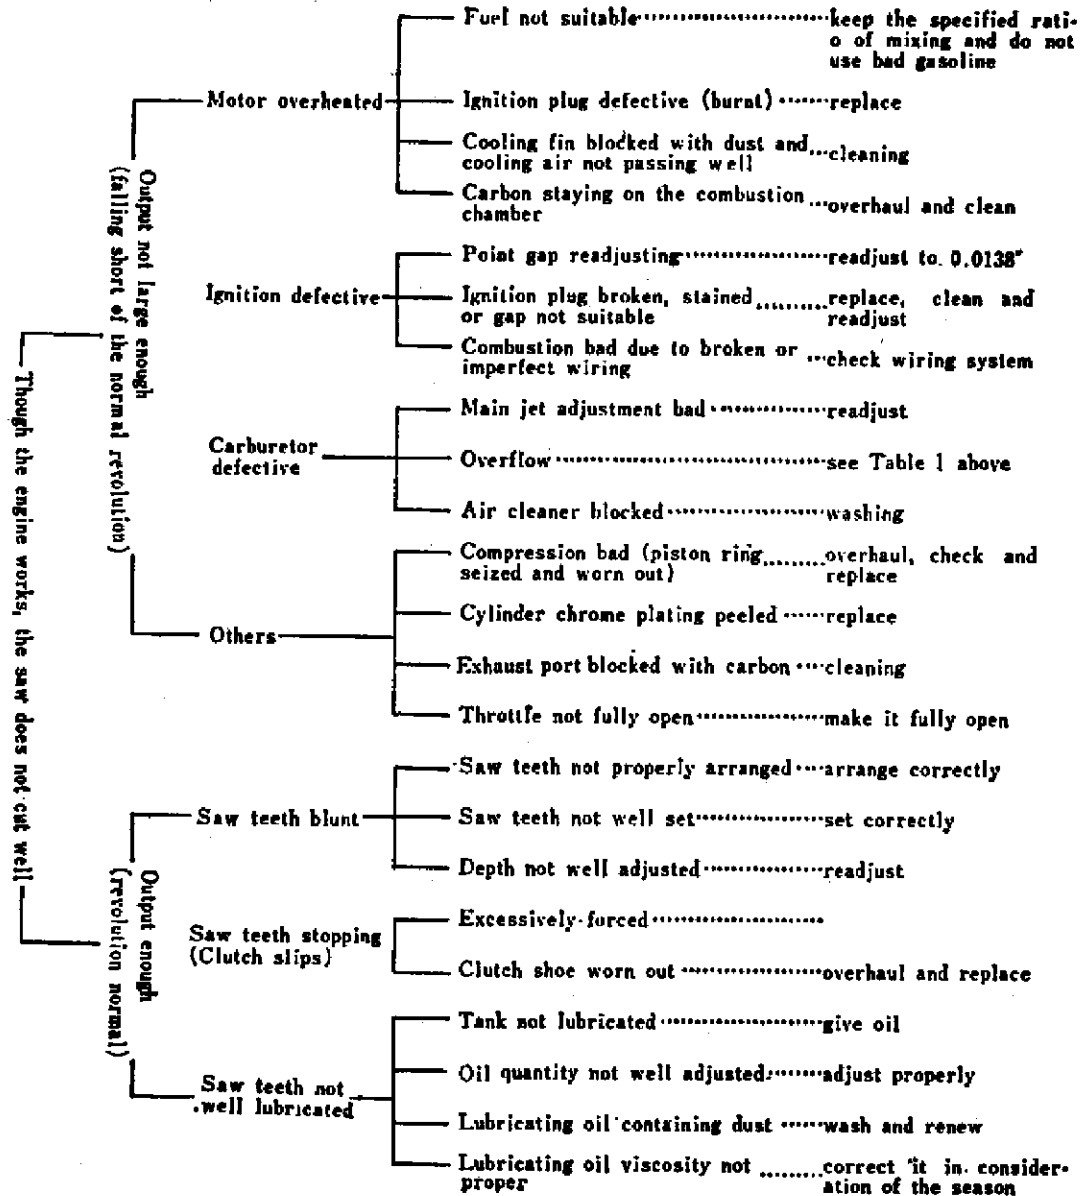 Though the engine works, the saw does not cut well
Output not large enough
(falling short of the normal revolution)
Motor overheated
Fuel not suitable
keep the specified rati-
o of mixing and do not
use bad gasoline
Ignition plug defective (burnt)
replace
Cooling fin blocked with dust and
cooling air not passing well
cleaning
Carbon staying on the combustion
chamber
overhaul and clean
Ignition defective
Point gap readjusting
readjust to 0.0138"
Ignition plug broken, stained
or gap not suitable
replace, clean and
readjust
Combustion bad due to broken or
imperfect wiring
check wiring system
Carburetor
defective
Main jet adjustment bad
readjust
Overflow
see Table 1 above
Air cleaner blocked
washing
Others
Compression bad (piston ring
seized and worn out)
overhaul, check and
replace
Cylinder chrome plating peeled
replace
Exhaust port blocked with carbon
cleaning
Throttle not fully open
make it fully open
Output enough
(revolution normal)
Saw teeth blunt
Saw teeth not properly arranged
arrange correctly
Saw teeth not well set
set correctly
Depth not well adjusted
readjust
Saw teeth stopping
(Clutch slips)
Excessively forced
Clutch shoe worn out
overhaul and replace
Saw teeth not
well lubricated
Tank not lubricated
give oil
Oil quantity not well adjusted
adjust properly
Lubricating oil containing dust
wash and renew
Lubricating oil viscosity not
proper
correct it in consider-
ation of the season